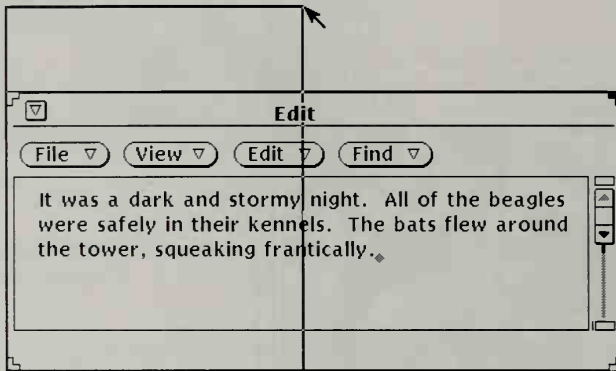 Edit
File View Edit Find
It was a dark and stormy night. All of the beagles
were safely in their kennels. The bats flew around
the tower, squeaking frantically.